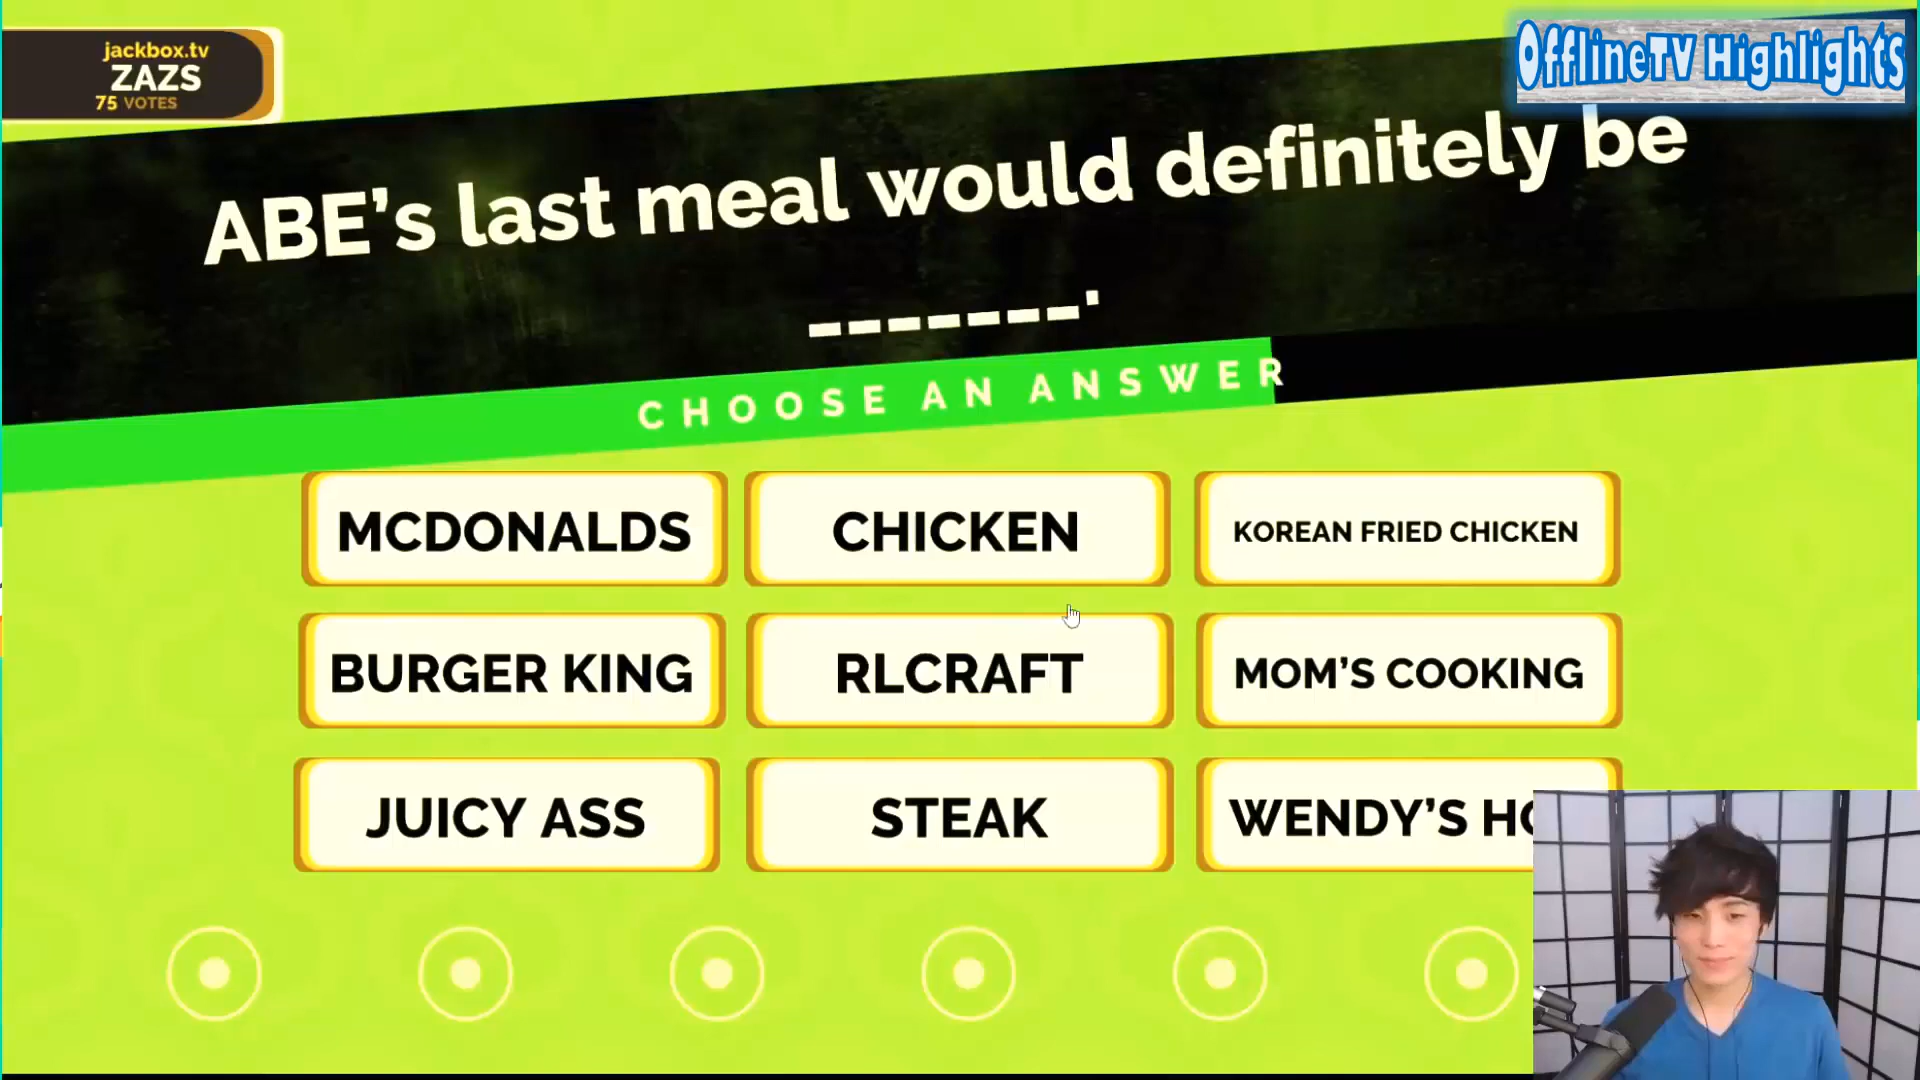 jackbox.tv
ZAZS
75 VOTES
OfflineTV Highlights
ABE’s last meal would definitely be
_______.
CHOOSE AN ANSWER
MCDONALDS
CHICKEN
KOREAN FRIED CHICKEN
BURGER KING
RLCRAFT
MOM’S COOKING
JUICY ASS
STEAK
WENDY’S